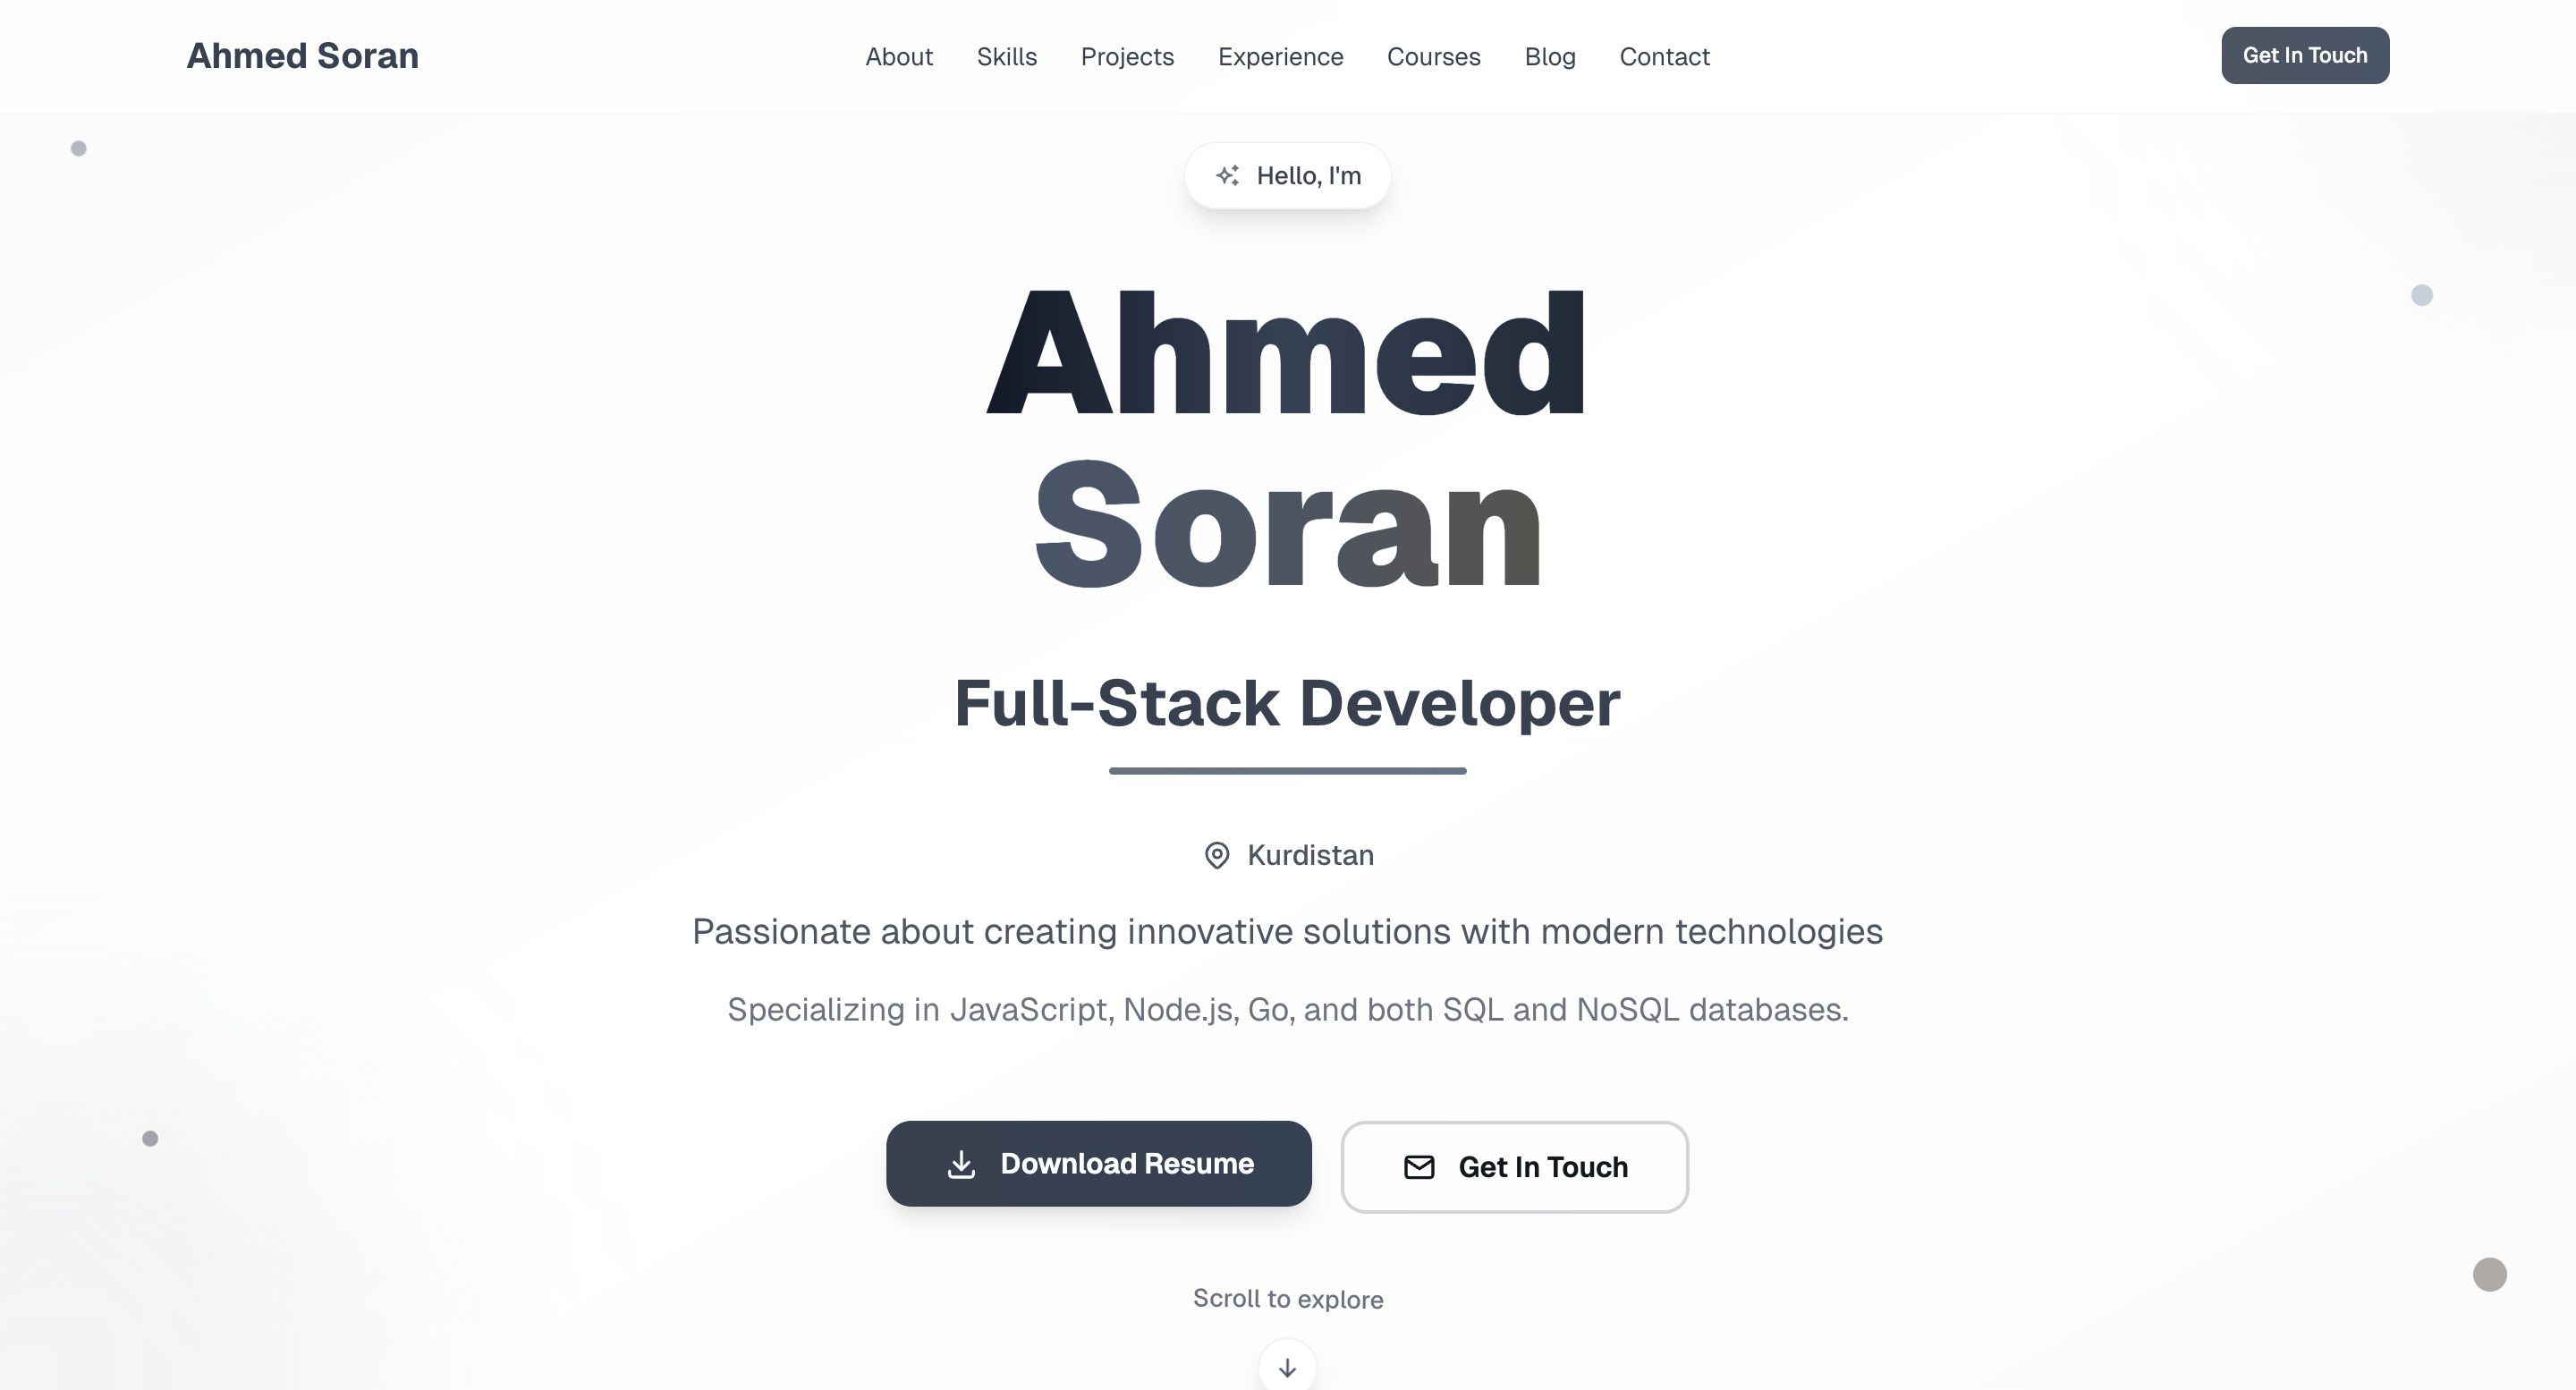 Ahmed Soran
About Skills Projects Experience Courses Blog Contact
Get In Touch
Hello, I'm
Ahmed
Soran
Full-Stack Developer
Kurdistan
Passionate about creating innovative solutions with modern technologies
Specializing in JavaScript, Node.js, Go, and both SQL and NoSQL databases.
Download Resume
Get In Touch
Scroll to explore